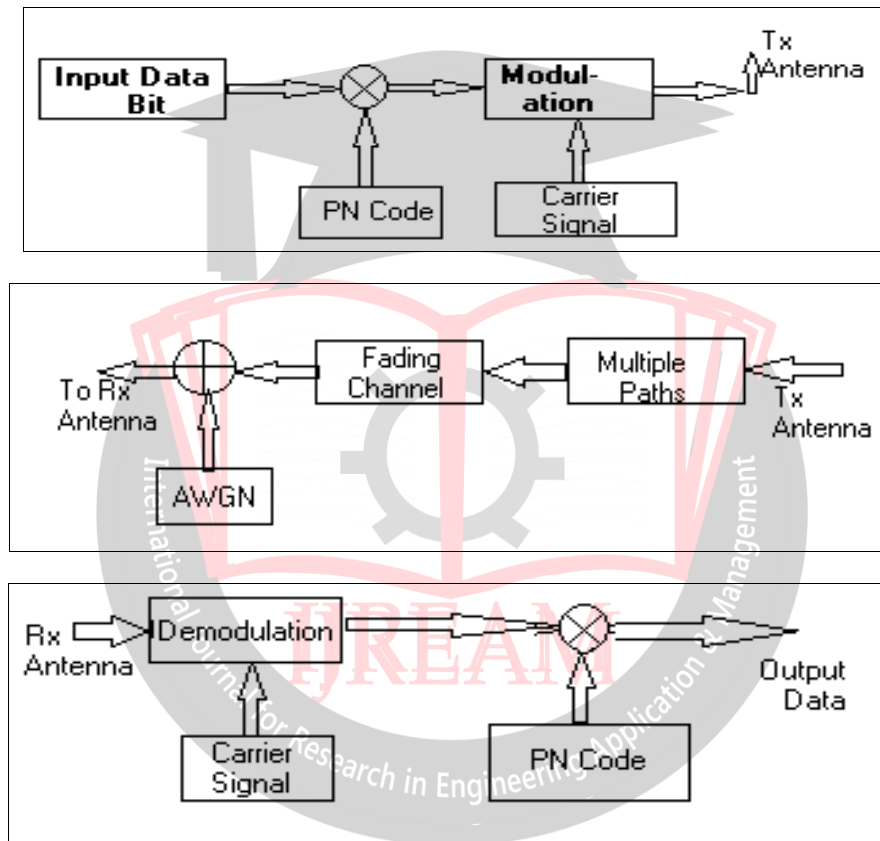 Input Data
Bit
Modul-
ation
Tx
Antenna
PN Code
Carrier
Signal
Fading
Channel
Multiple
Paths
To Rx
Antenna
Tx
Antenna
AWGN
International Journal for Research in Engineering Application & Management
IJREAM
Rx
Antenna
Demodulation
Output
Data
Carrier
Signal
PN Code